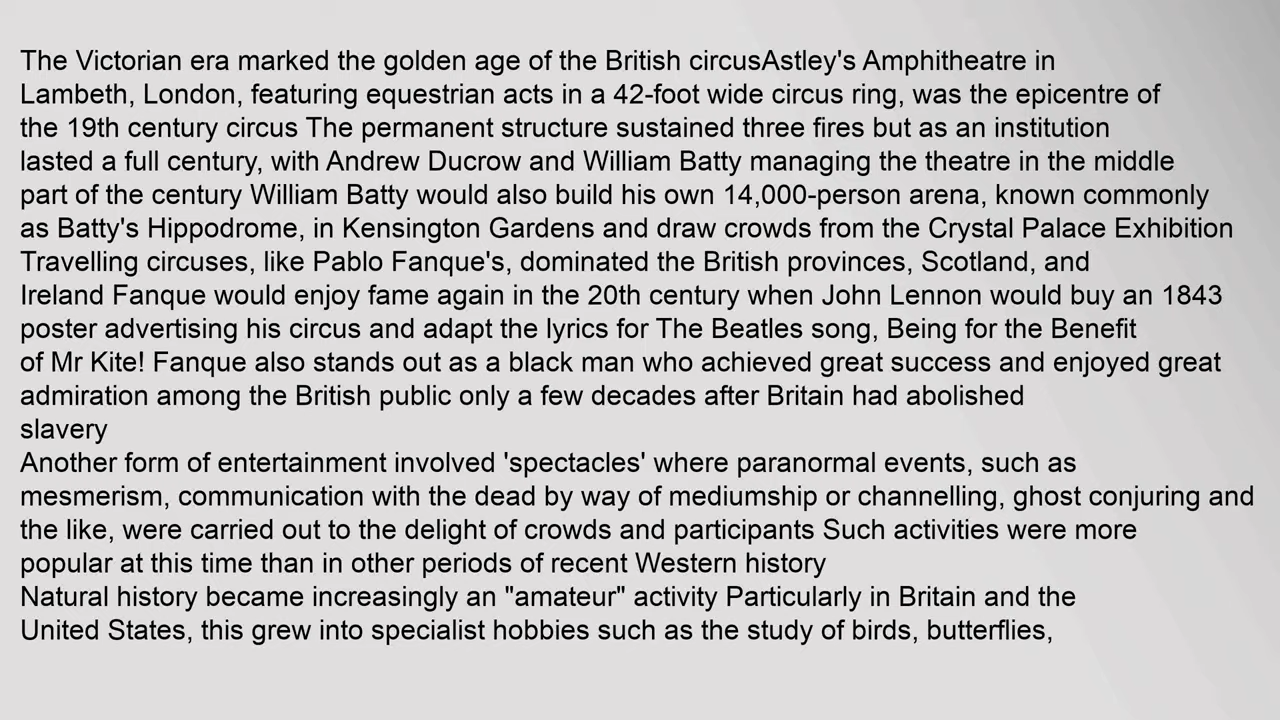 The Victorian era marked the golden age of the British circusAstley's Amphitheatre in
Lambeth, London, featuring equestrian acts in a 42-foot wide circus ring, was the epicentre of
the 19th century circus The permanent structure sustained three fires but as an institution
lasted a full century, with Andrew Ducrow and William Batty managing the theatre in the middle
part of the century William Batty would also build his own 14,000-person arena, known commonly
as Batty's Hippodrome, in Kensington Gardens and draw crowds from the Crystal Palace Exhibition
Travelling circuses, like Pablo Fanque's, dominated the British provinces, Scotland, and
Ireland Fanque would enjoy fame again in the 20th century when John Lennon would buy an 1843
poster advertising his circus and adapt the lyrics for The Beatles song, Being for the Benefit
of Mr Kite! Fanque also stands out as a black man who achieved great success and enjoyed great
admiration among the British public only a few decades after Britain had abolished
slavery
Another form of entertainment involved 'spectacles' where paranormal events, such as
mesmerism, communication with the dead by way of mediumship or channelling, ghost conjuring and
the like, were carried out to the delight of crowds and participants Such activities were more
popular at this time than in other periods of recent Western history
Natural history became increasingly an "amateur" activity Particularly in Britain and the
United States, this grew into specialist hobbies such as the study of birds, butterflies,